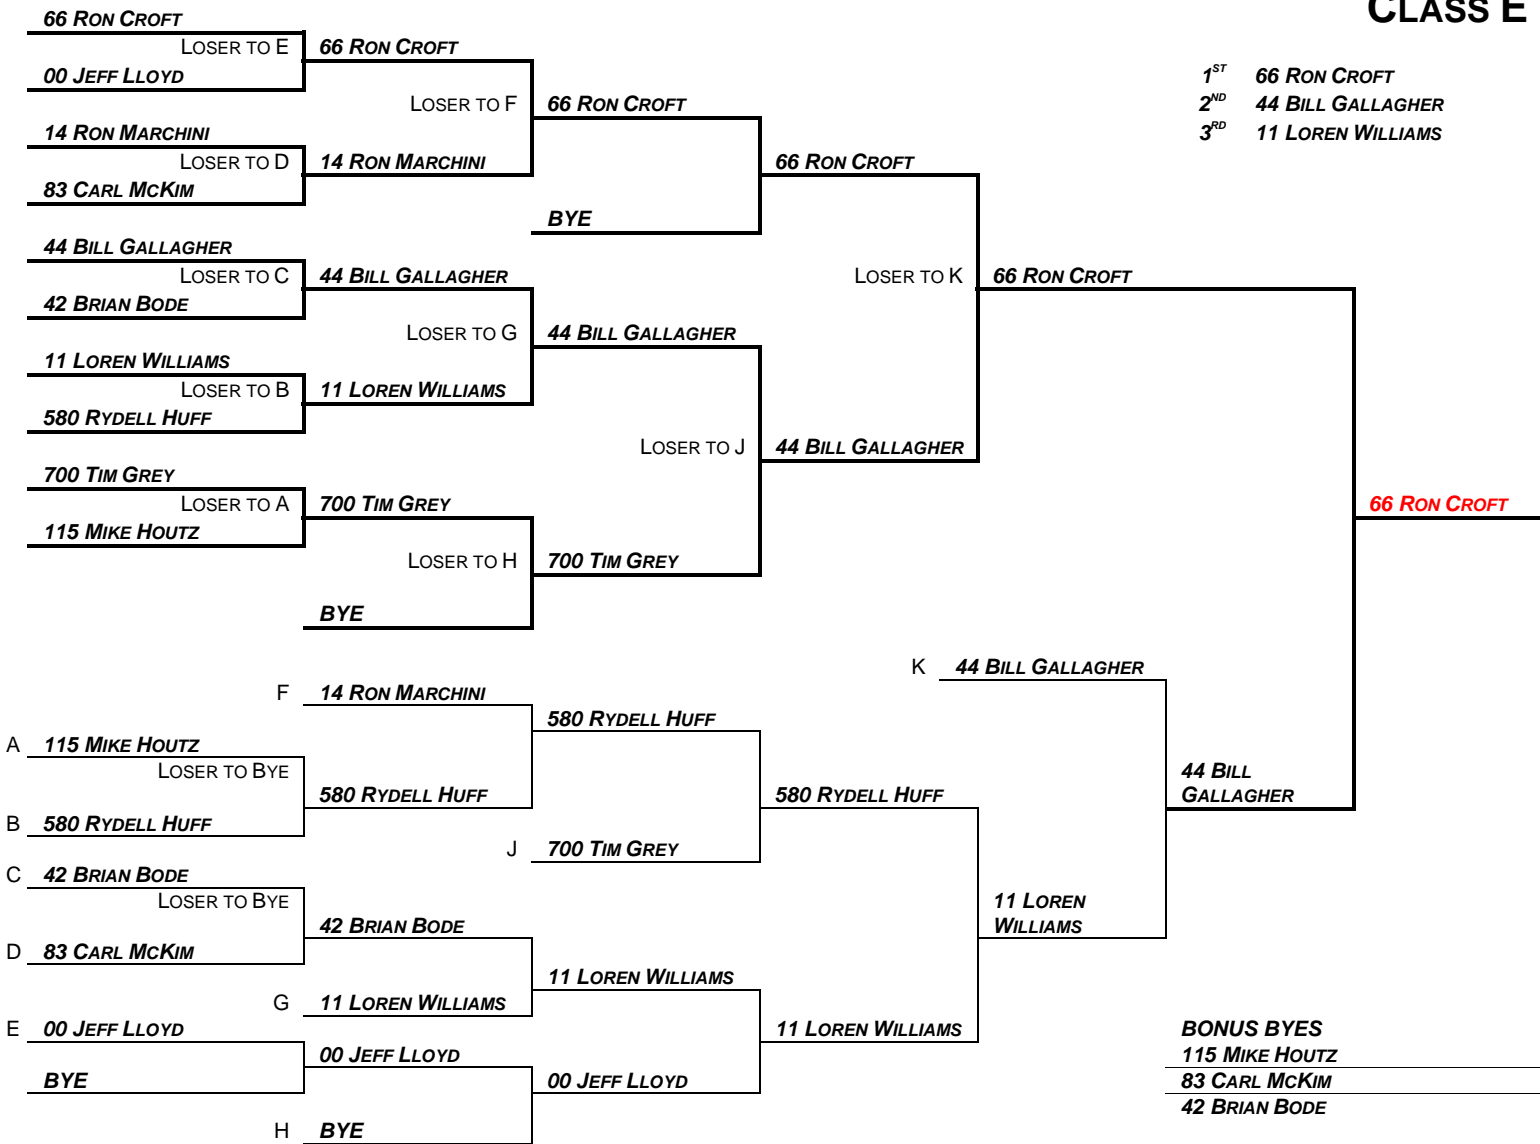 CLASS E
66 RON CROFT
LOSER TO E
66 RON CROFT
00 JEFF LLOYD
LOSER TO F
66 RON CROFT
14 RON MARCHINI
LOSER TO D
14 RON MARCHINI
83 CARL MCKIM
66 RON CROFT
BYE
1ST 66 RON CROFT
2ND 44 BILL GALLAGHER
3RD 11 LOREN WILLIAMS
44 BILL GALLAGHER
LOSER TO C
44 BILL GALLAGHER
42 BRIAN BODE
LOSER TO K
66 RON CROFT
LOSER TO G
44 BILL GALLAGHER
11 LOREN WILLIAMS
LOSER TO B
11 LOREN WILLIAMS
580 RYDELL HUFF
LOSER TO J
44 BILL GALLAGHER
700 TIM GREY
LOSER TO A
700 TIM GREY
115 MIKE HOUTZ
66 RON CROFT
LOSER TO H
700 TIM GREY
BYE
K 44 BILL GALLAGHER
F 14 RON MARCHINI
580 RYDELL HUFF
A 115 MIKE HOUTZ
LOSER TO BYE
580 RYDELL HUFF
580 RYDELL HUFF
44 BILL
GALLAGHER
B 580 RYDELL HUFF
J 700 TIM GREY
C 42 BRIAN BODE
LOSER TO BYE
42 BRIAN BODE
11 LOREN
WILLIAMS
D 83 CARL MCKIM
11 LOREN WILLIAMS
G 11 LOREN WILLIAMS
E 00 JEFF LLOYD
11 LOREN WILLIAMS
00 JEFF LLOYD
BYE
00 JEFF LLOYD
H BYE
BONUS BYES
115 MIKE HOUTZ
83 CARL MCKIM
42 BRIAN BODE